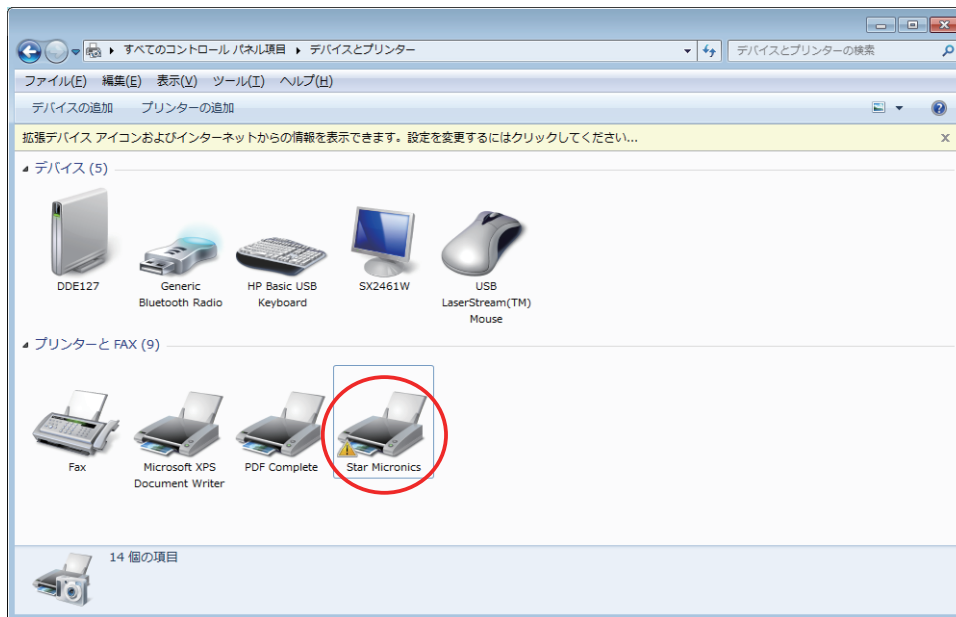 すべてのコントロール パネル項目 デバイスとプリンター
デバイスとプリンターの検索
ファイル(F) 編集(E) 表示(V) ツール(T) ヘルプ(H)
デバイスの追加 プリンターの追加
拡張デバイス アイコンおよびインターネットからの情報を表示できます。設定を変更するにはクリックしてください... x
デバイス (5)
DDE127
Generic
Bluetooth Radio
HP Basic USB
Keyboard
SX2461W
USB
LaserStream(TM)
Mouse
プリンターと FAX (9)
Fax
Microsoft XPS
Document Writer
PDF Complete
Star Micronics
14 個の項目